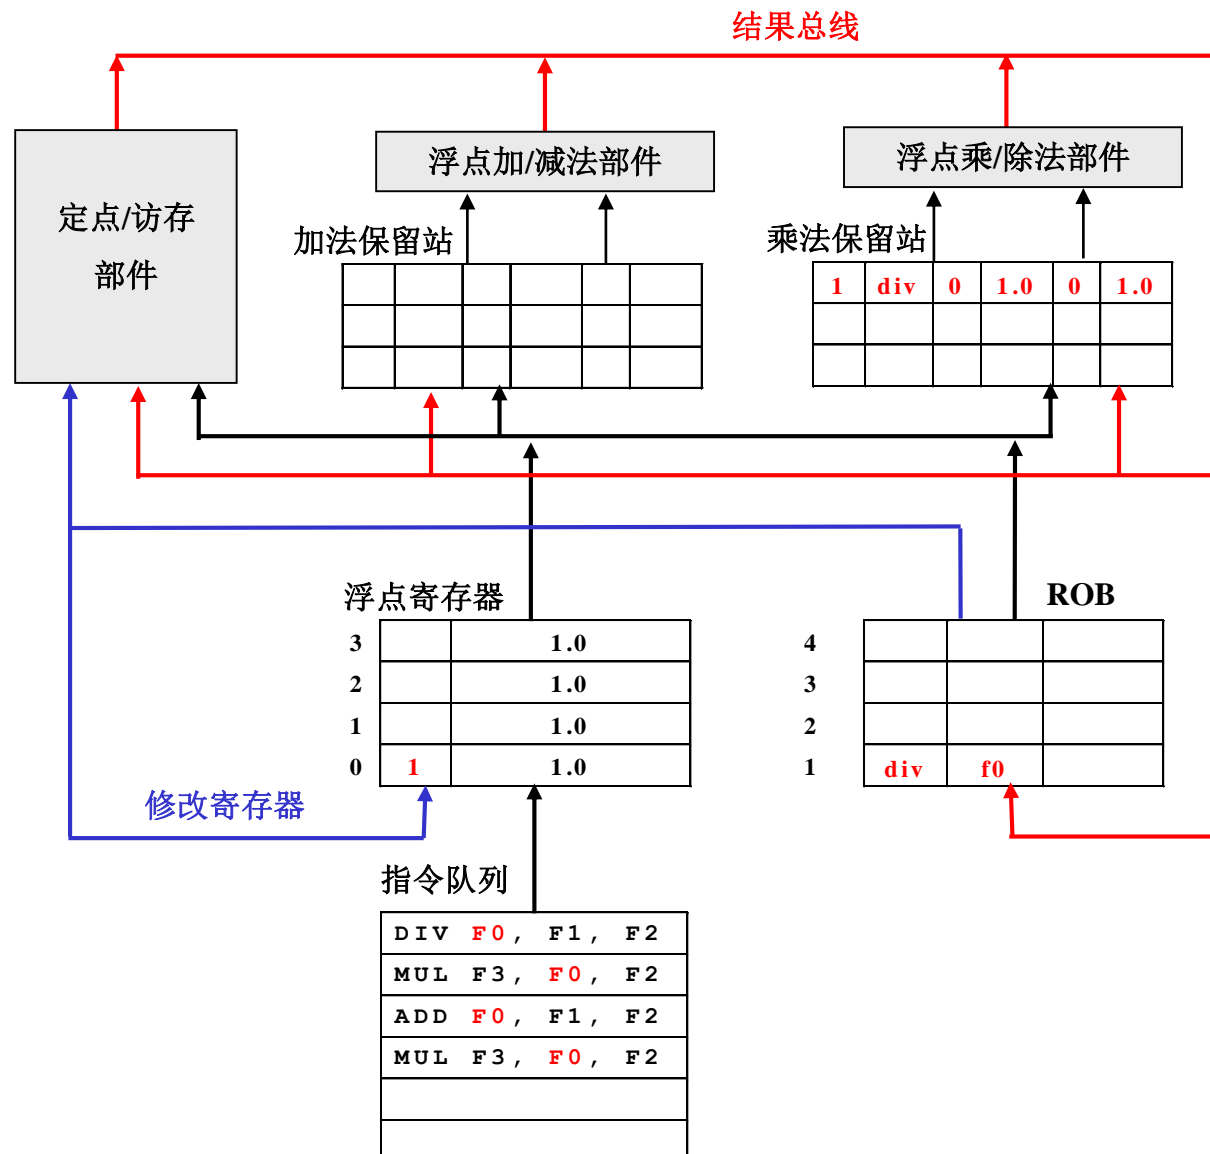 结果总线
定点/访存
部件
浮点加/减法部件
浮点乘/除法部件
加法保留站
乘法保留站
1 div 0 1.0 0 1.0
浮点寄存器
3 1.0
2 1.0
1 1.0
0 1 1.0
ROB
4
3
2
1 div f0
修改寄存器
指令队列
DIV F0, F1, F2
MUL F3, F0, F2
ADD F0, F1, F2
MUL F3, F0, F2